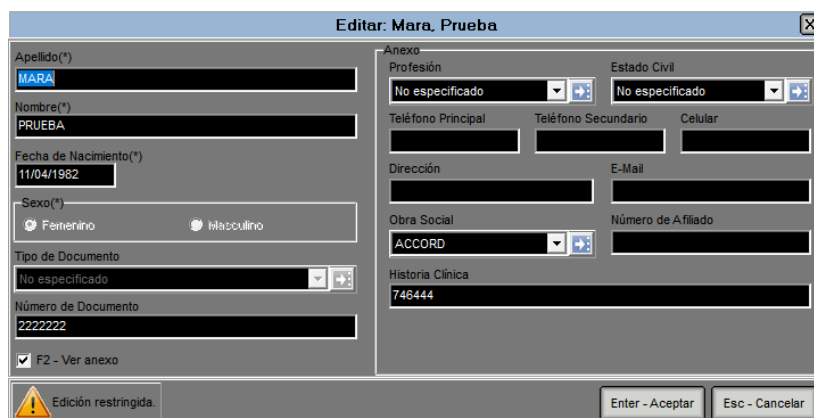 Editar: Mara, Prueba
Apellido(*)
MARA
Nombre(*)
PRUEBA
Fecha de Nacimiento(*)
11/04/1982
Sexo(*)
Femenino
Masculino
Tipo de Documento
No especificado
Número de Documento
2222222
F2 - Ver anexo
Anexo
Profesión
Estado Civil
No especificado
No especificado
Teléfono Principal
Teléfono Secundario
Celular
Dirección
E-Mail
Obra Social
Número de Afiliado
ACCORD
Historia Clínica
746444
Edición restringida.
Enter - Aceptar
Esc - Cancelar